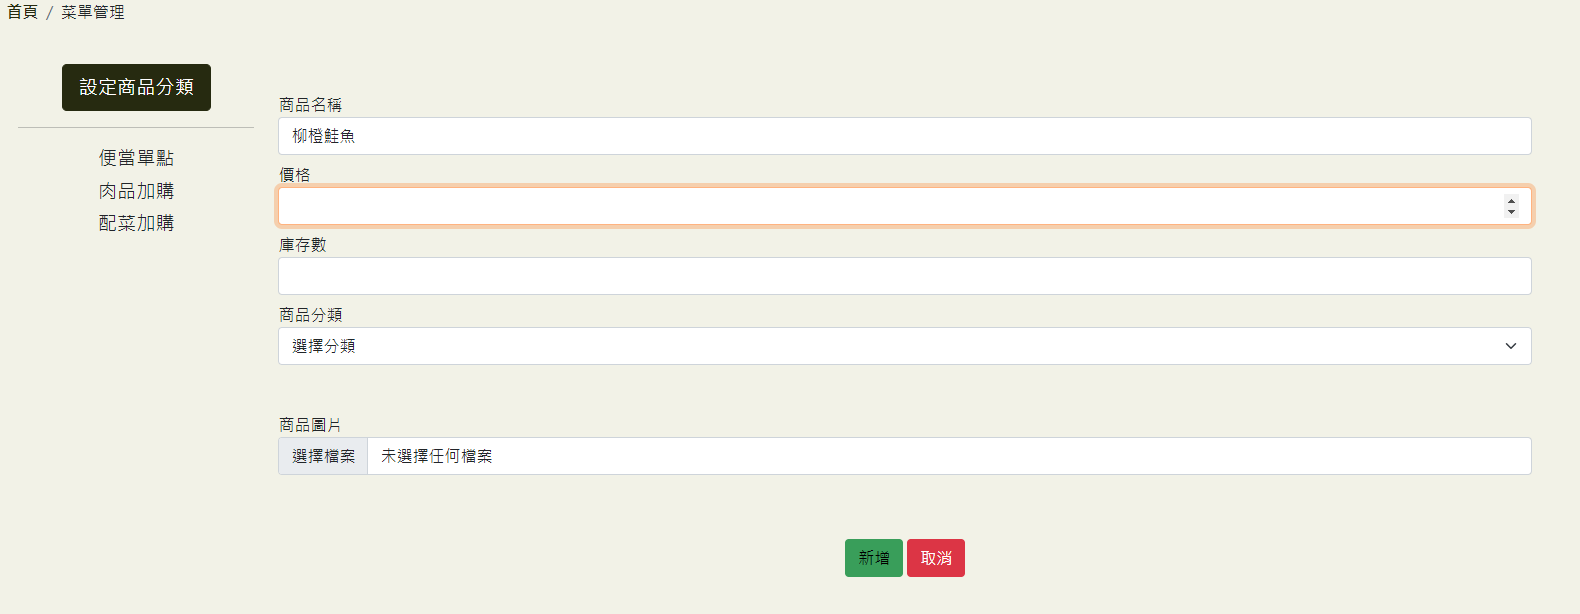 首頁 / 菜單管理
設定商品分類
便當單點
肉品加購
配菜加購
商品名稱
柳橙鮭魚
價格
庫存數
商品分類
選擇分類
商品圖片
選擇檔案 未選擇任何檔案
新增 取消